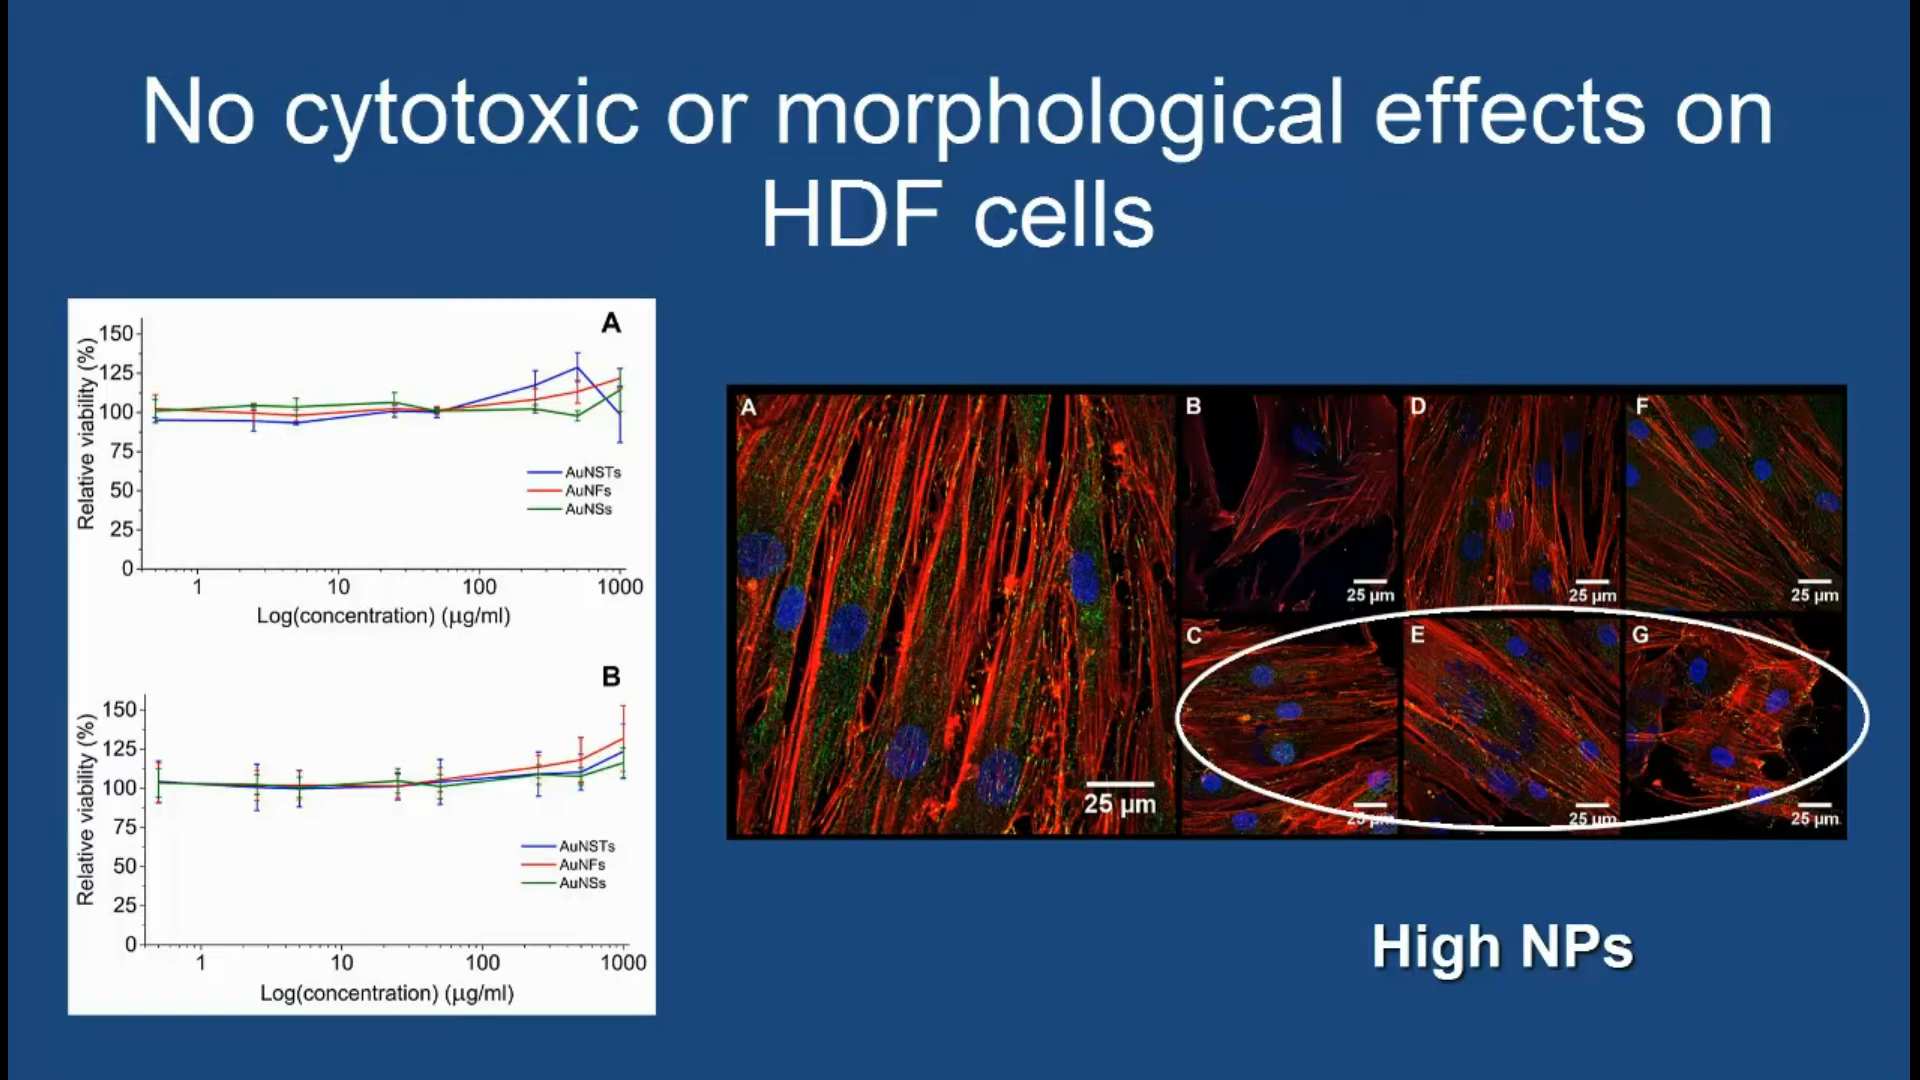 No cytotoxic or morphological effects on
HDF cells
A
150
125
100
75
50
25
0
Relative viability (%)
AuNSTs
AuNFs
AuNSs
1 10 100 1000
Log(concentration) (µg/ml)
B
150
125
100
75
50
25
0
Relative viability (%)
AuNSTs
AuNFs
AuNSs
1 10 100 1000
Log(concentration) (µg/ml)
A
25 µm
B
25 µm
D
25 µm
F
25 µm
C
25 µm
E
25 µm
G
25 µm
High NPs